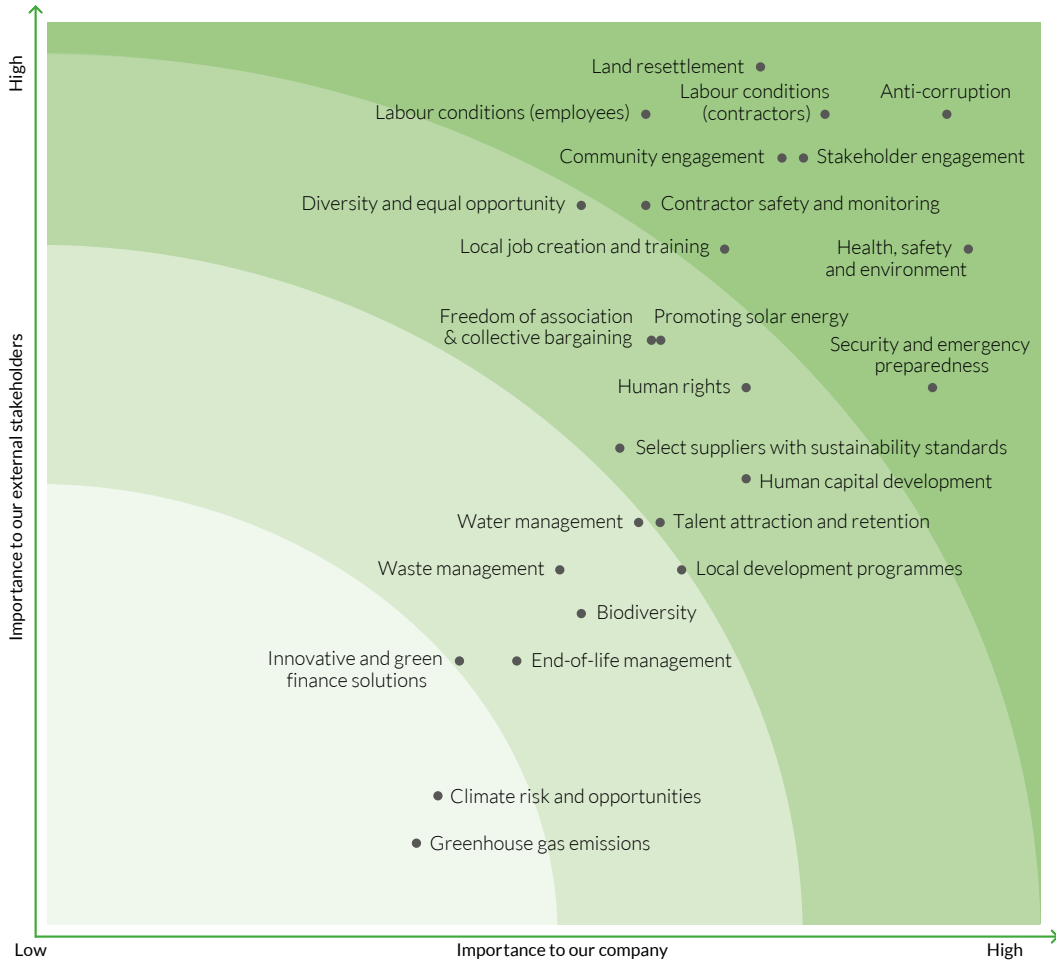 High
Importance to our external stakeholders
Land resettlement
Labour conditions
(contractors)
Anti-corruption
Labour conditions (employees)
Community engagement
Stakeholder engagement
Diversity and equal opportunity
Contractor safety and monitoring
Local job creation and training
Health, safety
and environment
Freedom of association
& collective bargaining
Promoting solar energy
Security and emergency
preparedness
Human rights
Select suppliers with sustainability standards
Human capital development
Water management
Talent attraction and retention
Waste management
Local development programmes
Biodiversity
Innovative and green
finance solutions
End-of-life management
Climate risk and opportunities
Greenhouse gas emissions
Low
Importance to our company
High